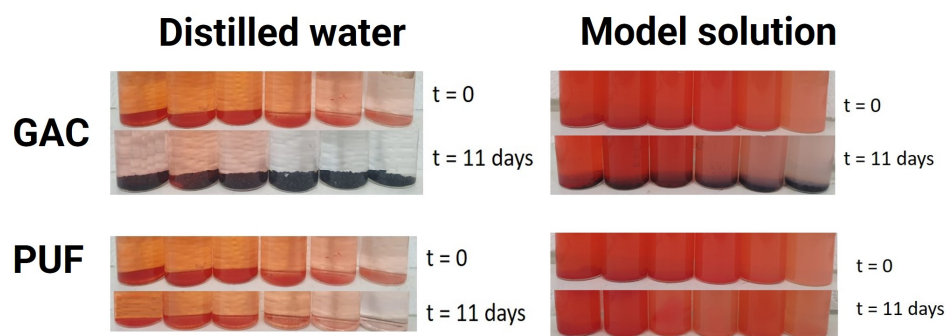 Distilled water
Model solution
GAC
t = 0
t = 11 days
t = 0
t = 11 days
PUF
t = 0
t = 11 days
t = 0
t = 11 days